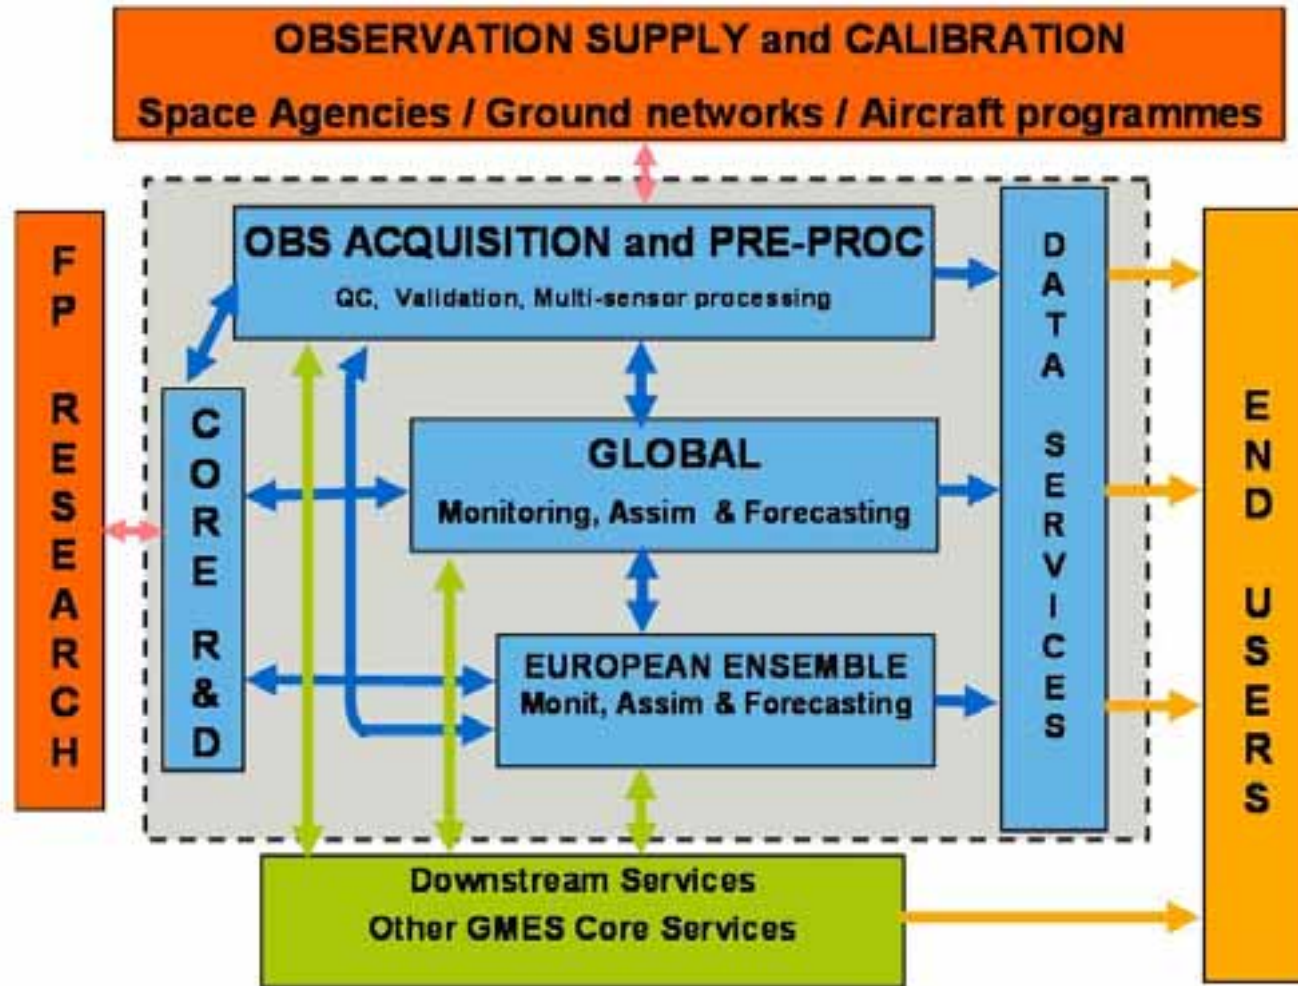 OBSERVATION SUPPLY and CALIBRATION
Space Agencies / Ground networks / Aircraft programmes
FP RESEARCH
OBS ACQUISITION and PRE-PROC
QC, Validation, Multi-sensor processing
CORE R&D
GLOBAL
Monitoring, Assim & Forecasting
EUROPEAN ENSEMBLE
Monit, Assim & Forecasting
DATA SERVICES
END USERS
Downstream Services
Other GMES Core Services